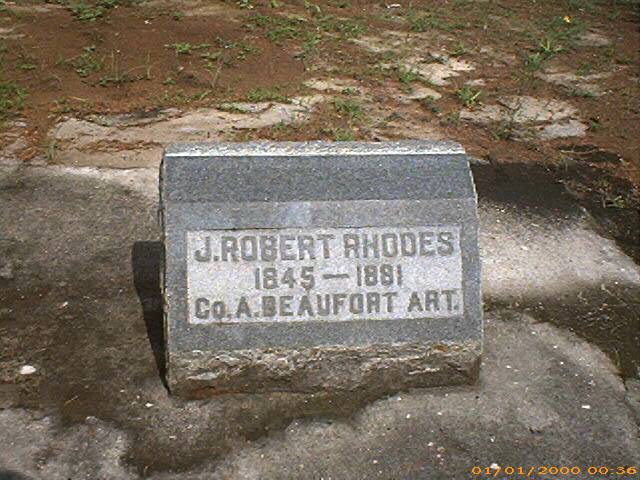 J. ROBERT RHODES
1845 — 1891
CO. A. BEAUFORT ART.
01/01/2000 00:36